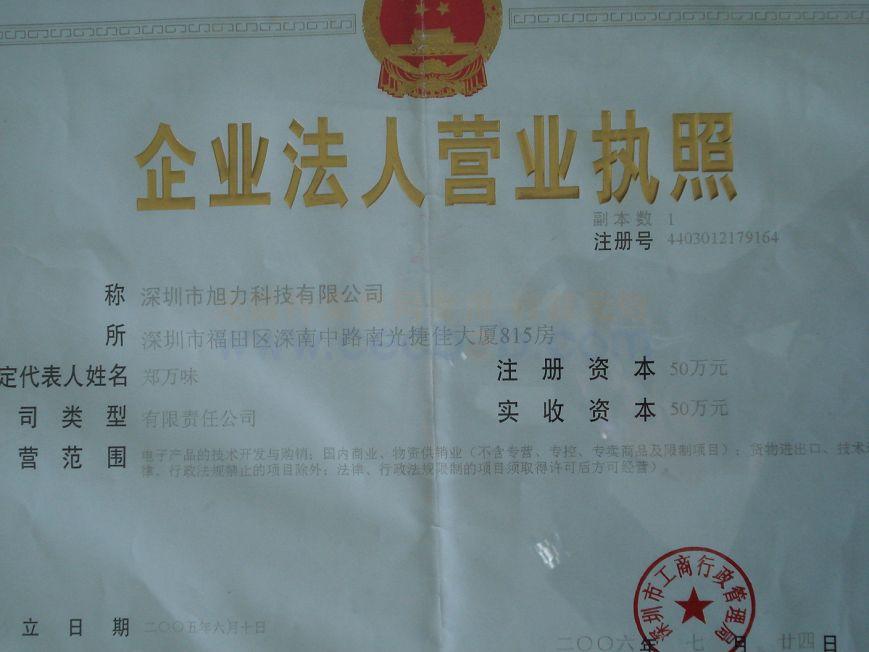 企业法人营业执照
副本数 1
注册号 4403012179164
称 深圳市旭力科技有限公司
所 深圳市福田区深南中路南光捷佳大厦815房
定代表人姓名 郑万味 注册资本 50万元
司类型 有限责任公司 实收资本 50万元
营范围 电子产品的技术开发与购销；国内商业、物资供销业（不含专营、专控、专卖商品及限制项目）；货物进出口、技术
律、行政法规禁止的项目除外；法律、行政法规限制的项目须取得许可后方可经营）。
深圳市工商行政管理局
立日期 二〇〇五年六月十日
二〇〇六年七月廿四日